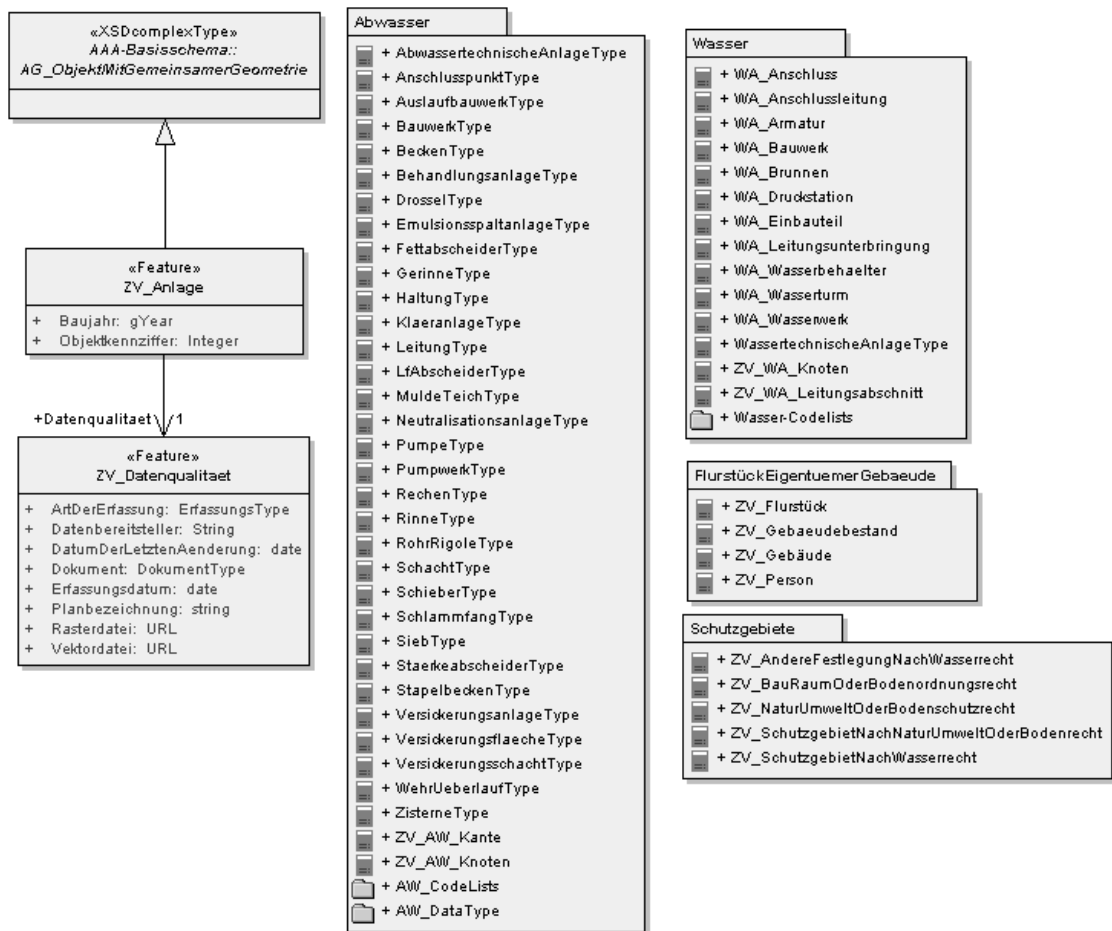 «XSDcomplexType»
AAA-Basisschema::
AG_ObjektMitGemeinsamerGeometrie
«Feature»
ZV_Anlage
+ Baujahr: gYear
+ Objektkennziffer: Integer
+Datenqualitaet
1
«Feature»
ZV_Datenqualitaet
+ ArtDerErfassung: ErfassungsType
+ Datenbereitsteller: String
+ DatumDerLetztenAenderung: date
+ Dokument: DokumentType
+ Erfassungsdatum: date
+ Planbezeichnung: string
+ Rasterdatei: URL
+ Vektordatei: URL
Abwasser
+ AbwassertechnischeAnlageType
+ AnschlusspunktType
+ AuslaufbauwerkType
+ BauwerkType
+ BeckenType
+ BehandlungsanlageType
+ DrosselType
+ EmulsionsspaltanlageType
+ FettabscheiderType
+ GerinneType
+ HaltungType
+ KlaeranlageType
+ LeitungType
+ LfAbscheiderType
+ MuldeTeichType
+ NeutralisationsanlageType
+ PumpeType
+ PumpwerkType
+ RechenType
+ RinneType
+ RohrRigoleType
+ SchachtType
+ SchieberType
+ SchlammfangType
+ SiebType
+ StaerkeabscheiderType
+ StapelbeckenType
+ VersickerungsanlageType
+ VersickerungsflaecheType
+ VersickerungsschachtType
+ WehrUeberlaufType
+ ZisterneType
+ ZV_AW_Kante
+ ZV_AW_Knoten
+ AW_CodeLists
+ AW_DataType
Wasser
+ WA_Anschluss
+ WA_Anschlussleitung
+ WA_Armatur
+ WA_Bauwerk
+ WA_Brunnen
+ WA_Druckstation
+ WA_Einbauteil
+ WA_Leitungsunterbringung
+ WA_Wasserbehaelter
+ WA_Wasserturm
+ WA_Wasserwerk
+ WassertechnischeAnlageType
+ ZV_WA_Knoten
+ ZV_WA_Leitungsabschnitt
+ Wasser-Codelists
FlurstückEigentuemerGebaeude
+ ZV_Flurstück
+ ZV_Gebaeudebestand
+ ZV_Gebäude
+ ZV_Person
Schutzgebiete
+ ZV_AndereFestlegungNachWasserrecht
+ ZV_BauRaumOderBodenordnungsrecht
+ ZV_NaturUmweltOderBodenschutzrecht
+ ZV_SchutzgebietNachNaturUmweltOderBodenrecht
+ ZV_SchutzgebietNachWasserrecht